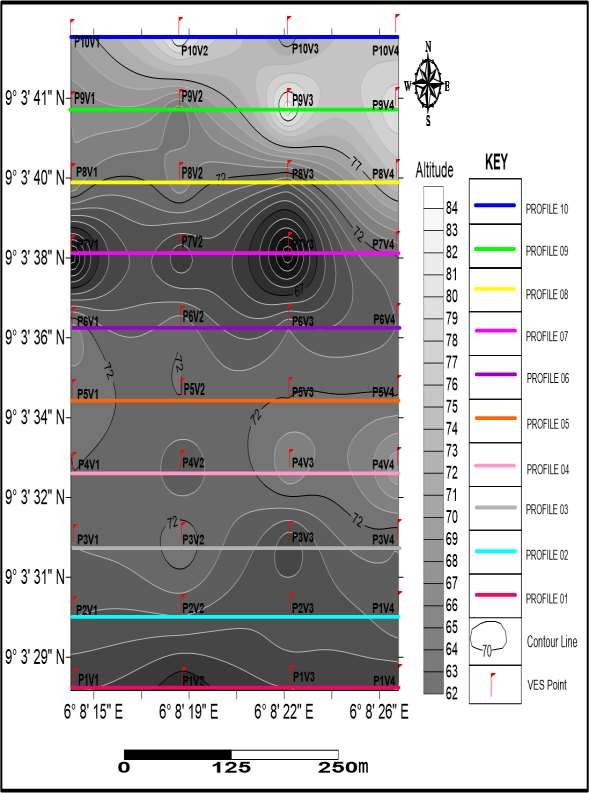 P10V1 P10V2 P10V3 P10V4
9° 3' 41" N P9V1 P9V2 P9V3 P9V4
77
9° 3' 40" N P8V1 P8V2 72 P8V3 P8V4
72
9° 3' 38" N P7V1 P7V2 P7V3 P7V4
67
9° 3' 36" N P6V1 P6V2 P6V3 P6V4
72 72
P5V1 P5V2 P5V3 P5V4
9° 3' 34" N 72
P4V1 P4V2 P4V3 P4V4
9° 3' 32" N
72 72
P3V1 P3V2 P3V3 P3V4
9° 3' 31" N
P2V1 P2V2 P2V3 P1V4
9° 3' 29" N
P1V1 P1V3 P1V3 P1V4
6° 8' 15" E 6° 8' 19" E 6° 8' 22" E 6° 8' 26" E
0 125 250m
N
W E
S
Altitude
84
83
82
81
80
79
78
77
76
75
74
73
72
71
70
69
68
67
66
65
64
63
62
KEY
PROFILE 10
PROFILE 09
PROFILE 08
PROFILE 07
PROFILE 06
PROFILE 05
PROFILE 04
PROFILE 03
PROFILE 02
PROFILE 01
70 Contour Line
VES Point